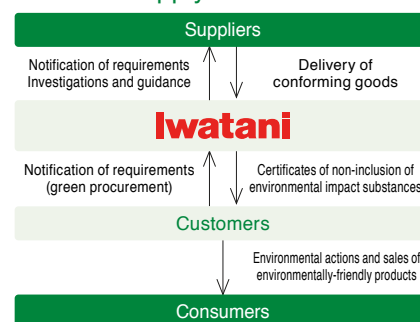 Suppliers
Notification of requirements
Investigations and guidance
Delivery of
conforming goods
Iwatani
Notification of requirements
(green procurement)
Certificates of non-inclusion of
environmental impact substances
Customers
Environmental actions and sales of
environmentally-friendly products
Consumers